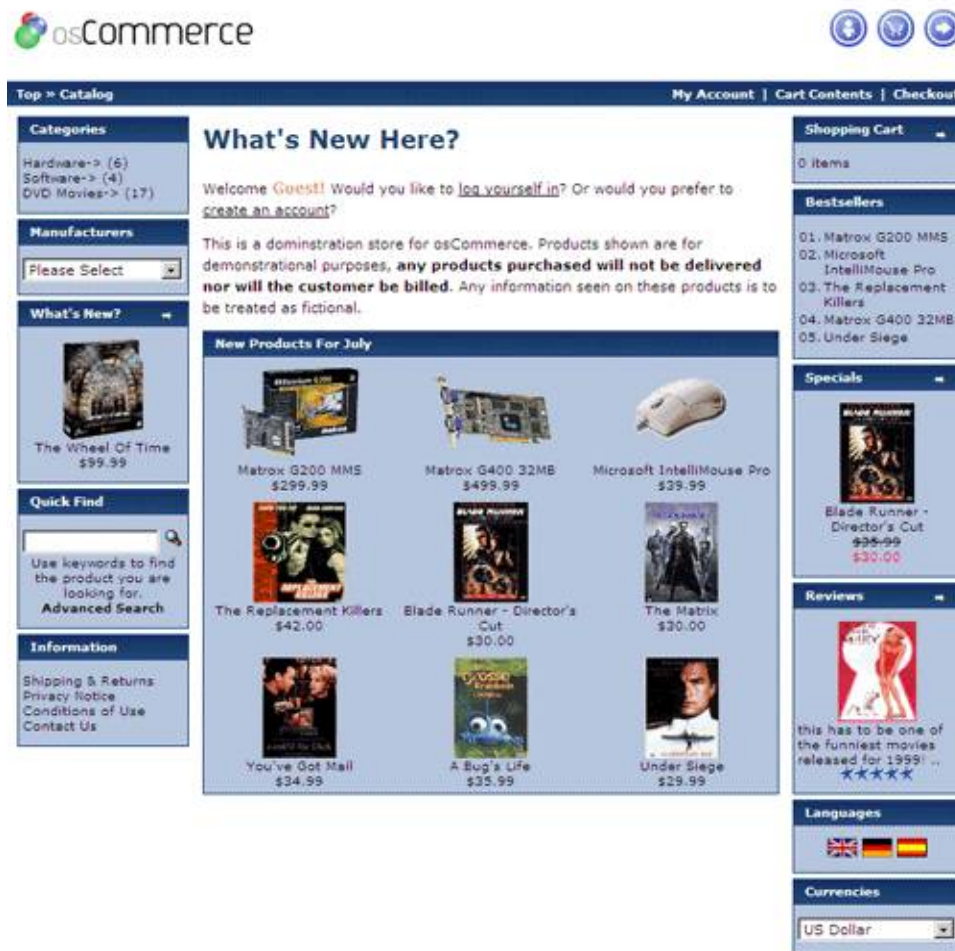 osCommerce
Top » Catalog
My Account | Cart Contents | Checkout
Categories
Hardware-> (6)
Software-> (4)
DVD Movies-> (17)
Manufacturers
Please Select
What's New?
The Wheel Of Time
$99.99
Quick Find
Use keywords to find
the product you are
looking for.
Advanced Search
Information
Shipping & Returns
Privacy Notice
Conditions of Use
Contact Us
What's New Here?
Welcome Guest! Would you like to log yourself in? Or would you prefer to
create an account?
This is a dominstration store for osCommerce. Products shown are for
demonstrational purposes, any products purchased will not be delivered
nor will the customer be billed. Any information seen on these products is to
be treated as fictional.
New Products For July
Matrox G200 MMS
$299.99
Matrox G400 32MB
$499.99
Microsoft IntelliMouse Pro
$39.99
The Replacement Killers
$42.00
BLADE RUNNER
Blade Runner - Director's
Cut
$30.00
The Matrix
$30.00
You've Got Mail
$34.99
A Bug's Life
$35.99
Under Siege
$29.99
Shopping Cart
0 items
Bestsellers
01. Matrox G200 MMS
02. Microsoft
IntelliMouse Pro
03. The Replacement
Killers
04. Matrox G400 32MB
05. Under Siege
Specials
BLADE RUNNER
Blade Runner -
Director's Cut
$35.99
$30.00
Reviews
MARY
this has to be one of
the funniest movies
released for 1999! ..
Languages
Currencies
US Dollar